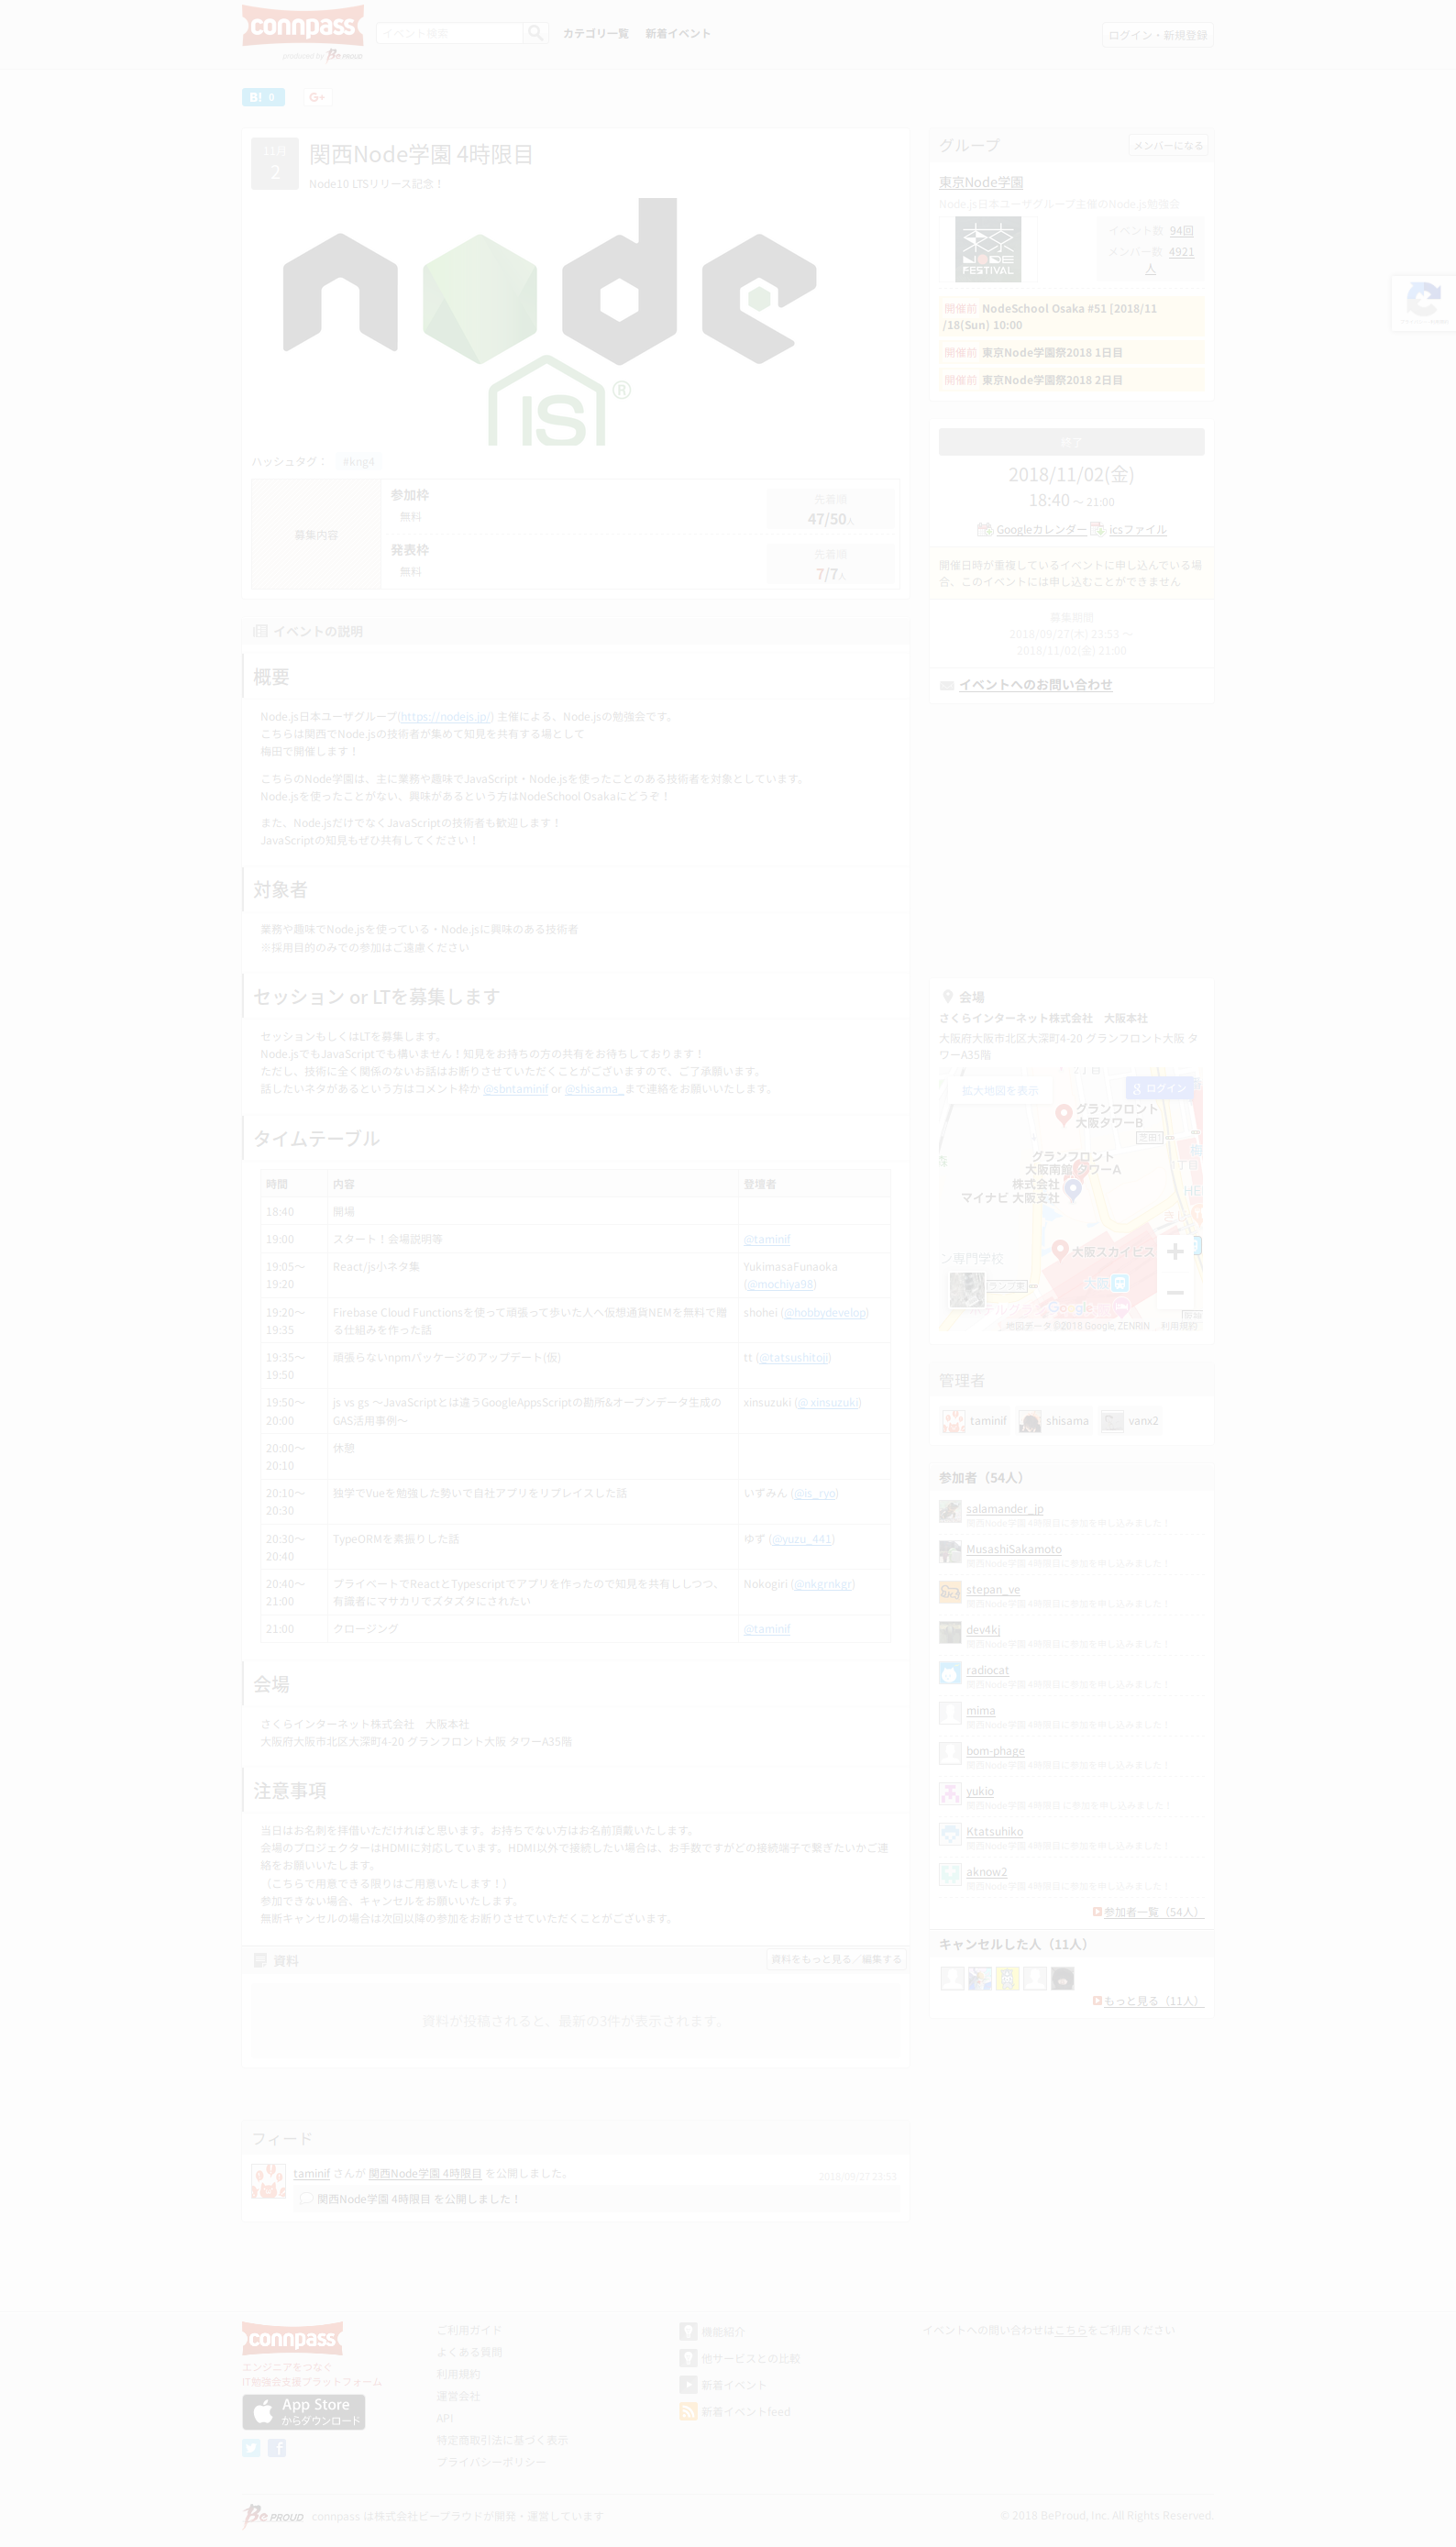 connpass
produced by BePROUD
イベント検索
カテゴリ一覧
新着イベント
ログイン・新規登録
B! 0
G+
11月
2
関西Node学園 4時限目
Node10 LTSリリース記念！
node
JS
®
ハッシュタグ：
#kng4
募集内容
参加枠
無料
先着順
47/50人
発表枠
無料
先着順
7/7人
イベントの説明
概要
Node.js日本ユーザグループ(https://nodejs.jp/) 主催による、Node.jsの勉強会です。
こちらは関西でNode.jsの技術者が集めて知見を共有する場として
梅田で開催します！
こちらのNode学園は、主に業務や趣味でJavaScript・Node.jsを使ったことのある技術者を対象としています。
Node.jsを使ったことがない、興味があるという方はNodeSchool Osakaにどうぞ！
また、Node.jsだけでなくJavaScriptの技術者も歓迎します！
JavaScriptの知見もぜひ共有してください！
対象者
業務や趣味でNode.jsを使っている・Node.jsに興味のある技術者
※採用目的のみでの参加はご遠慮ください
セッション or LTを募集します
セッションもしくはLTを募集します。
Node.jsでもJavaScriptでも構いません！知見をお持ちの方の共有をお待ちしております！
ただし、技術に全く関係のないお話はお断りさせていただくことがございますので、ご了承願います。
話したいネタがあるという方はコメント枠か @sbntaminif or @shisama_まで連絡をお願いいたします。
タイムテーブル
時間 内容 登壇者
18:40 開場
19:00 スタート！会場説明等 @taminif
19:05〜 React/js小ネタ集 YukimasaFunaoka
19:20 (@mochiya98)
19:20〜 Firebase Cloud Functionsを使って頑張って歩いた人へ仮想通貨NEMを無料で贈 shohei (@hobbydevelop)
19:35 る仕組みを作った話
19:35〜 頑張らないnpmパッケージのアップデート(仮) tt (@tatsushitoji)
19:50
19:50〜 js vs gs 〜JavaScriptとは違うGoogleAppsScriptの勘所&オープンデータ生成の xinsuzuki (@ xinsuzuki)
20:00 GAS活用事例〜
20:00〜 休憩
20:10
20:10〜 独学でVueを勉強した勢いで自社アプリをリプレイスした話 いずみん (@is_ryo)
20:30
20:30〜 TypeORMを素振りした話 ゆず (@yuzu_441)
20:40
20:40〜 プライベートでReactとTypescriptでアプリを作ったので知見を共有ししつつ、 Nokogiri (@nkgrnkgr)
21:00 有識者にマサカリでズタズタにされたい
21:00 クロージング @taminif
会場
さくらインターネット株式会社　大阪本社
大阪府大阪市北区大深町4-20 グランフロント大阪 タワーA35階
注意事項
当日はお名刺を拝借いただければと思います。お持ちでない方はお名前頂戴いたします。
会場のプロジェクターはHDMIに対応しています。HDMI以外で接続したい場合は、お手数ですがどの接続端子で繋ぎたいかご連
絡をお願いいたします。
（こちらで用意できる限りはご用意いたします！）
参加できない場合、キャンセルをお願いいたします。
無断キャンセルの場合は次回以降の参加をお断りさせていただくことがございます。
資料
資料をもっと見る／編集する
資料が投稿されると、最新の3件が表示されます。
フィード
taminif さんが 関西Node学園 4時限目 を公開しました。
2018/09/27 23:53
関西Node学園 4時限目 を公開しました！
グループ
メンバーになる
東京Node学園
Node.js日本ユーザグループ主催のNode.js勉強会
東京
NODE
FESTIVAL
イベント数 94回
メンバー数 4921
人
開催前 NodeSchool Osaka #51 [2018/11
/18(Sun) 10:00
開催前 東京Node学園祭2018 1日目
開催前 東京Node学園祭2018 2日目
終了
2018/11/02(金)
18:40 〜 21:00
Googleカレンダー icsファイル
開催日時が重複しているイベントに申し込んでいる場
合、このイベントには申し込むことができません
募集期間
2018/09/27(木) 23:53 〜
2018/11/02(金) 21:00
イベントへのお問い合わせ
会場
さくらインターネット株式会社　大阪本社
大阪府大阪市北区大深町4-20 グランフロント大阪 タ
ワーA35階
拡大地図を表示
ログイン
グランフロント
大阪タワーB
芝田1
グランフロント
大阪南館 タワーA
株式会社
マイナビ 大阪支社
大阪スカイビス
ン専門学校
大阪
Google
地図データ ©2018 Google, ZENRIN 利用規約
管理者
taminif
shisama
vanx2
参加者（54人）
salamander_jp
関西Node学園 4時限目に参加を申し込みました！
MusashiSakamoto
関西Node学園 4時限目に参加を申し込みました！
stepan_ve
関西Node学園 4時限目に参加を申し込みました！
dev4kj
関西Node学園 4時限目に参加を申し込みました！
radiocat
関西Node学園 4時限目に参加を申し込みました！
mima
関西Node学園 4時限目に参加を申し込みました！
bom-phage
関西Node学園 4時限目に参加を申し込みました！
yukio
関西Node学園 4時限目に参加を申し込みました！
Ktatsuhiko
関西Node学園 4時限目に参加を申し込みました！
aknow2
関西Node学園 4時限目に参加を申し込みました！
参加者一覧（54人）
キャンセルした人（11人）
もっと見る（11人）
connpass
エンジニアをつなぐ
IT勉強会支援プラットフォーム
App Store
からダウンロード
ご利用ガイド
よくある質問
利用規約
運営会社
API
特定商取引法に基づく表示
プライバシーポリシー
機能紹介
他サービスとの比較
新着イベント
新着イベントfeed
イベントへの問い合わせはこちらをご利用ください
BePROUD connpass は株式会社ビープラウドが開発・運営しています
© 2018 BeProud, Inc. All Rights Reserved.